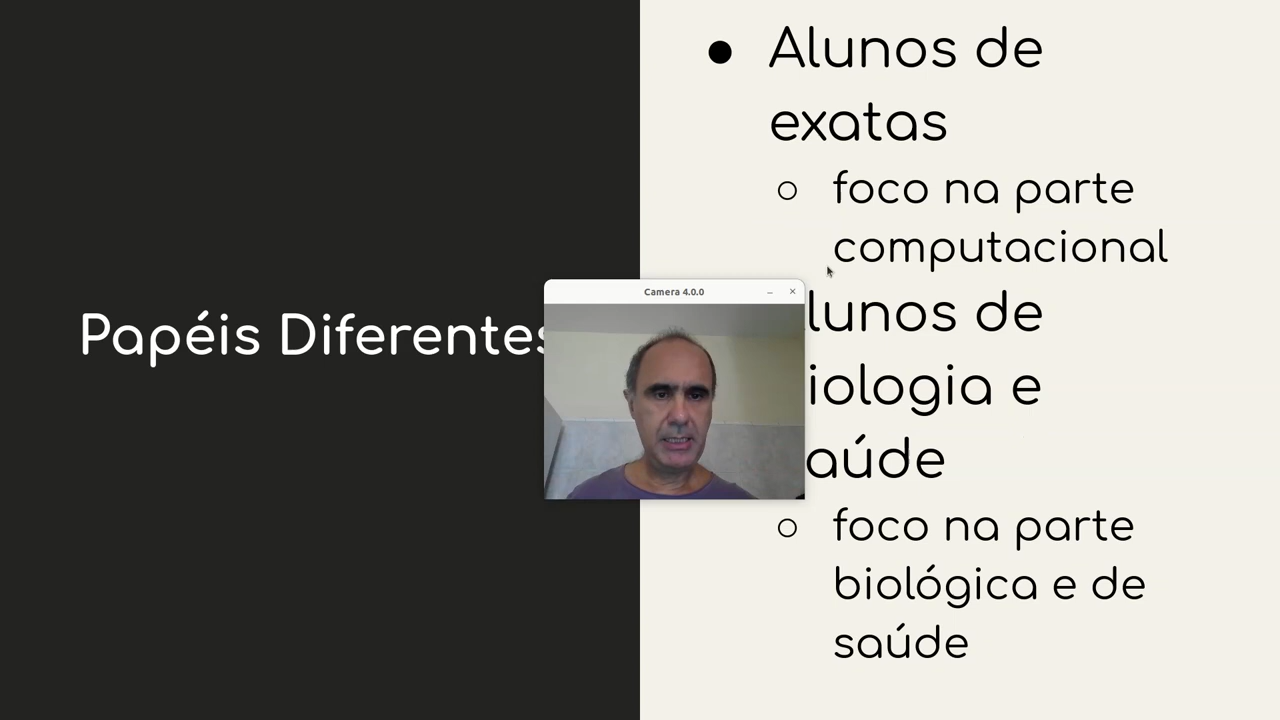 Papéis Diferentes
Alunos de
exatas
foco na parte
computacional
lunos de
iologia e
aúde
foco na parte
biológica e de
saúde
Camera 4.0.0